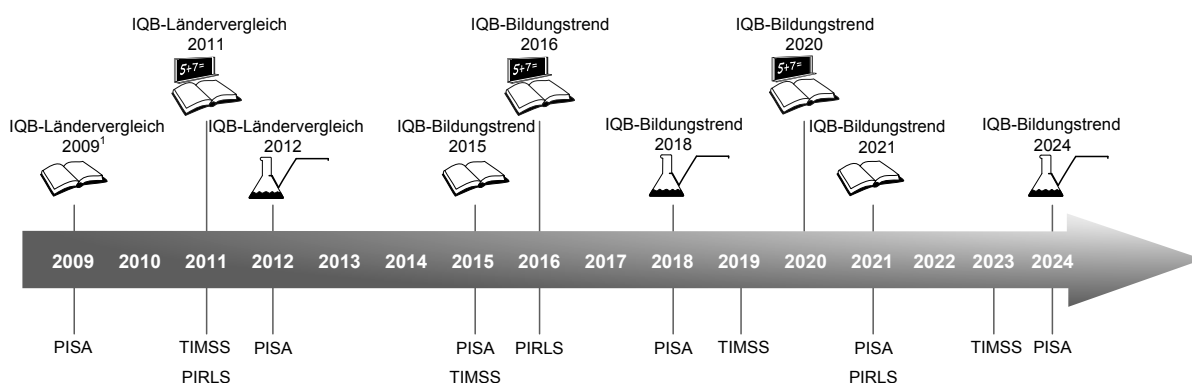 IQB-Ländervergleich
2011
5+7=
IQB-Bildungstrend
2016
5+7=
IQB-Bildungstrend
2020
5+7=
IQB-Ländervergleich
2009¹
IQB-Ländervergleich
2012
IQB-Bildungstrend
2015
IQB-Bildungstrend
2018
IQB-Bildungstrend
2021
IQB-Bildungstrend
2024
2009 2010 2011 2012 2013 2014 2015 2016 2017 2018 2019 2020 2021 2022 2023 2024
PISA TIMSS PISA PISA PIRLS PISA TIMSS PISA TIMSS PISA
PIRLS TIMSS PIRLS